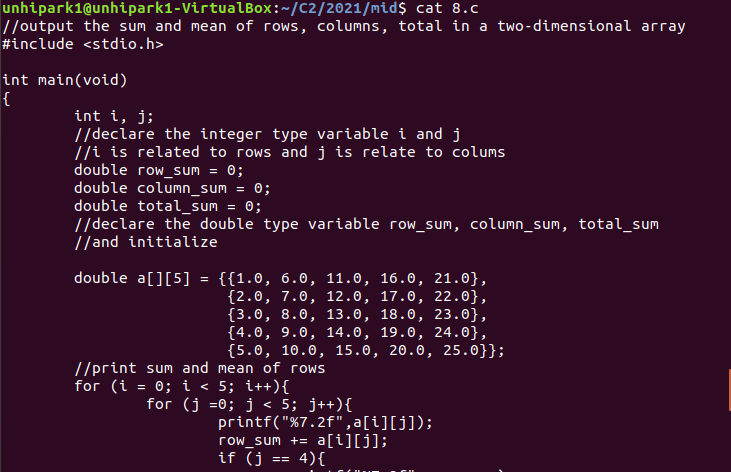 unhipark1@unhipark1-VirtualBox:~/C2/2021/mid$ cat 8.c
//output the sum and mean of rows, columns, total in a two-dimensional array
#include <stdio.h>

int main(void)
{
        int i, j;
        //declare the integer type variable i and j
        //i is related to rows and j is relate to colums
        double row_sum = 0;
        double column_sum = 0;
        double total_sum = 0;
        //declare the double type variable row_sum, column_sum, total_sum
        //and initialize

        double a[][5] = {{1.0, 6.0, 11.0, 16.0, 21.0},
                         {2.0, 7.0, 12.0, 17.0, 22.0},
                         {3.0, 8.0, 13.0, 18.0, 23.0},
                         {4.0, 9.0, 14.0, 19.0, 24.0},
                         {5.0, 10.0, 15.0, 20.0, 25.0}};
        //print sum and mean of rows
        for (i = 0; i < 5; i++){
                for (j =0; j < 5; j++){
                        printf("%7.2f",a[i][j]);
                        row_sum += a[i][j];
                        if (j == 4){